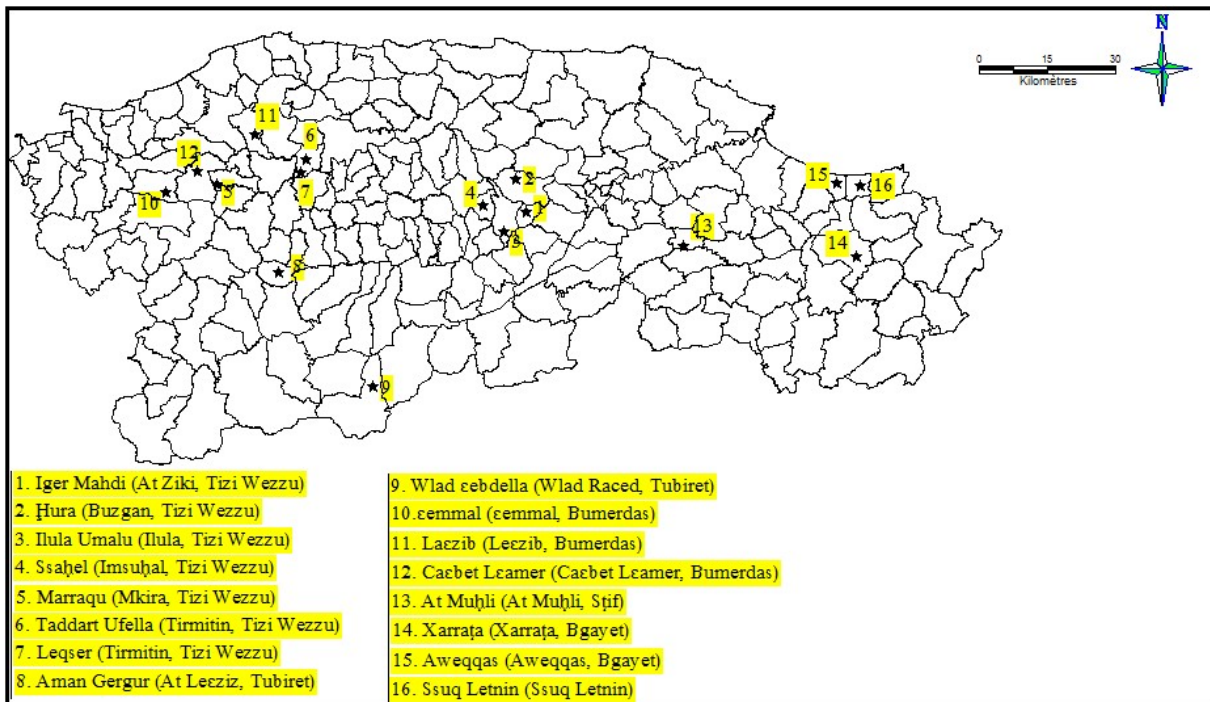 N
0 15 30
Kilomètres
11
6
12
7
5
10
4
2
1
3
8
9
13
15
16
14
1. Iger Mahdi (At Ziki, Tizi Wezzu)
2. Ḥura (Buzgan, Tizi Wezzu)
3. Ilula Umalu (Ilula, Tizi Wezzu)
4. Ssaḥel (Imsuḥal, Tizi Wezzu)
5. Marraqu (Mkira, Tizi Wezzu)
6. Taddart Ufella (Tirmitin, Tizi Wezzu)
7. Leqser (Tirmitin, Tizi Wezzu)
8. Aman Gergur (At Leɛziz, Tubiret)
9. Wlad ɛebdella (Wlad Raced, Tubiret)
10.ɛemmal (ɛemmal, Bumerdas)
11. Laɛzib (Leɛzib, Bumerdas)
12. Caɛbet Lɛamer (Caɛbet Lɛamer, Bumerdas)
13. At Muḥli (At Muḥli, Sṭif)
14. Xarraṭa (Xarraṭa, Bgayet)
15. Aweqqas (Aweqqas, Bgayet)
16. Ssuq Letnin (Ssuq Letnin)